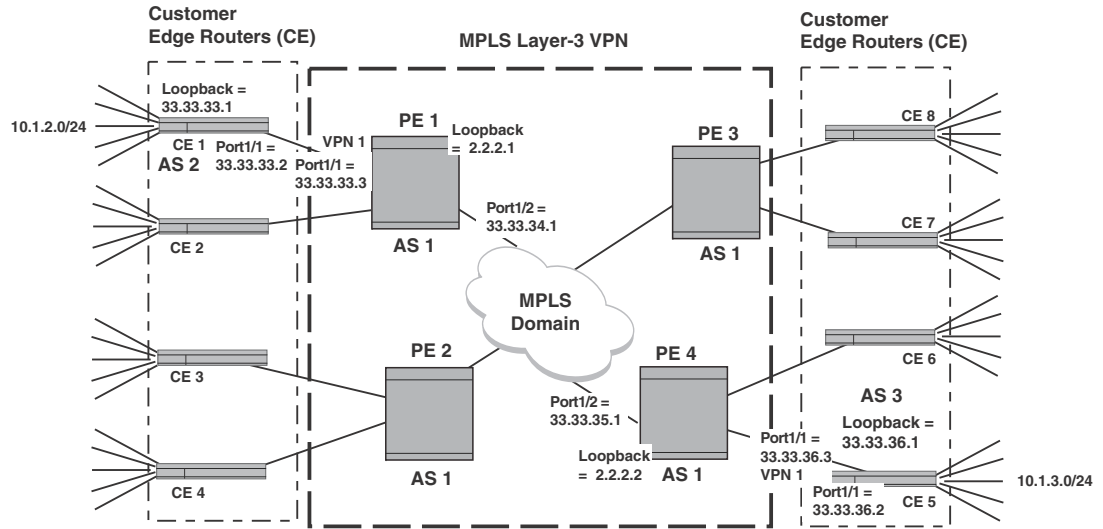 Customer
Edge Routers (CE)
MPLS Layer-3 VPN
Customer
Edge Routers (CE)
Loopback =
33.33.33.1
10.1.2.0/24
CE 1
AS 2
Port1/1 =
33.33.33.2
VPN 1
Port1/1 =
33.33.33.3
PE 1
Loopback
= 2.2.2.1
AS 1
Port1/2 =
33.33.34.1
CE 2
PE 3
AS 1
CE 8
CE 7
MPLS
Domain
CE 3
CE 4
PE 2
AS 1
PE 4
Port1/2 =
33.33.35.1
Loopback
= 2.2.2.2
AS 1
CE 6
AS 3
Loopback =
33.33.36.1
Port1/1 =
33.33.36.3
VPN 1
Port1/1 =
33.33.36.2
CE 5
10.1.3.0/24